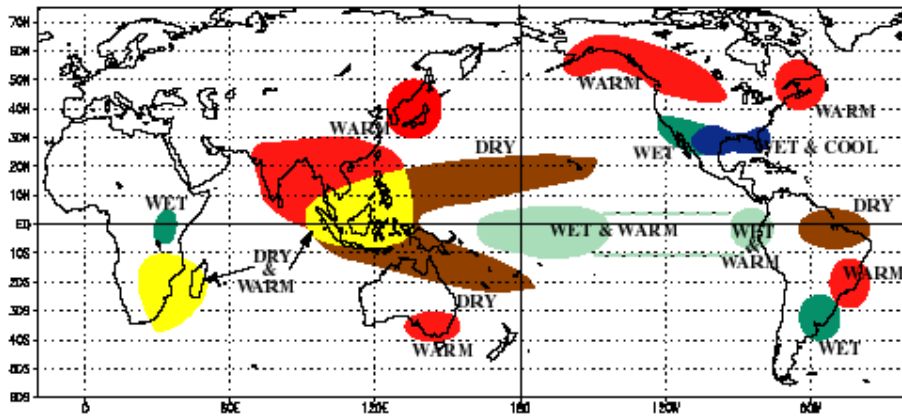 70N
60N
50N
40N
30N
20N
10N
EQ
10S
20S
30S
40S
50S
60S
WARM
WARM
WARM
DRY
WET
WET & COOL
WET
DRY
WET & WARM
WET
&
WARM
DRY
&
WARM
DRY
WARM
WARM
WET
0
60E
120E
180
120W
60W